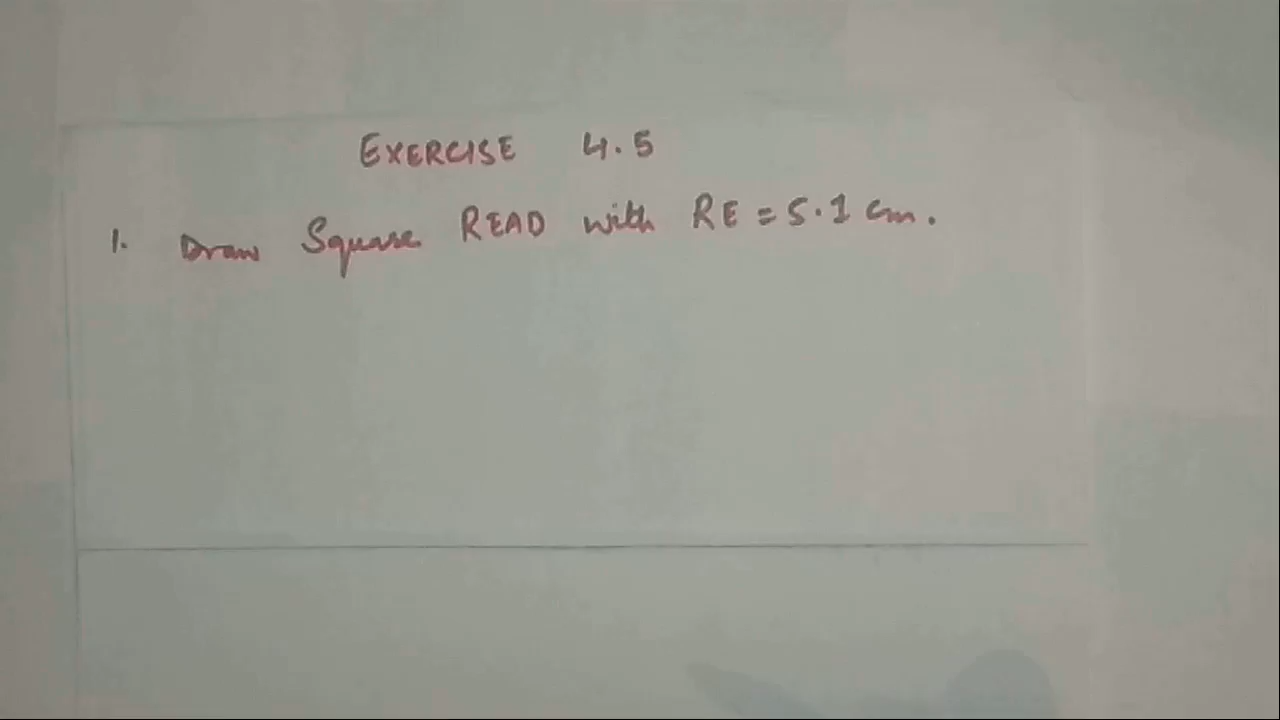 EXERCISE 4.5
1. Draw Square READ with RE = 5.1 cm.